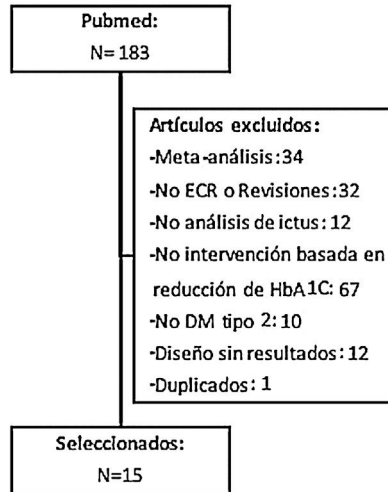 Pubmed:
N= 183
Artículos excluidos:
-Meta-análisis: 34
-No ECR o Revisiones: 32
-No análisis de ictus: 12
-No intervención basada en
reducción de HbA1C: 67
-No DM tipo 2: 10
-Diseño sin resultados: 12
-Duplicados: 1
Seleccionados:
N=15